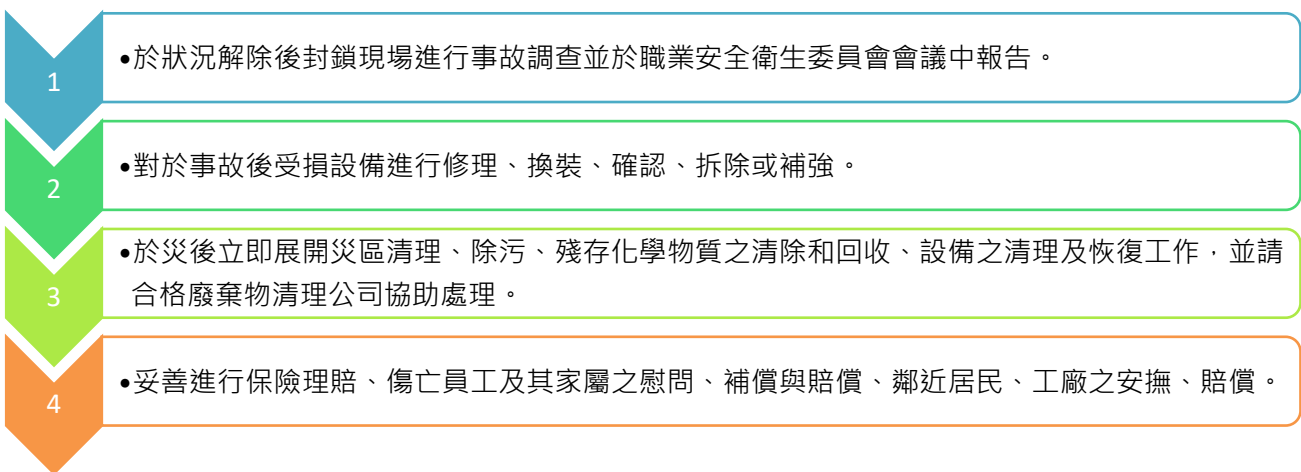 1
•於狀況解除後封鎖現場進行事故調查並於職業安全衛生委員會會議中報告。
2
•對於事故後受損設備進行修理、換裝、確認、拆除或補強。
3
•於災後立即展開災區清理、除污、殘存化學物質之清除和回收、設備之清理及恢復工作，並請
合格廢棄物清理公司協助處理。
4
•妥善進行保險理賠、傷亡員工及其家屬之慰問、補償與賠償、鄰近居民、工廠之安撫、賠償。